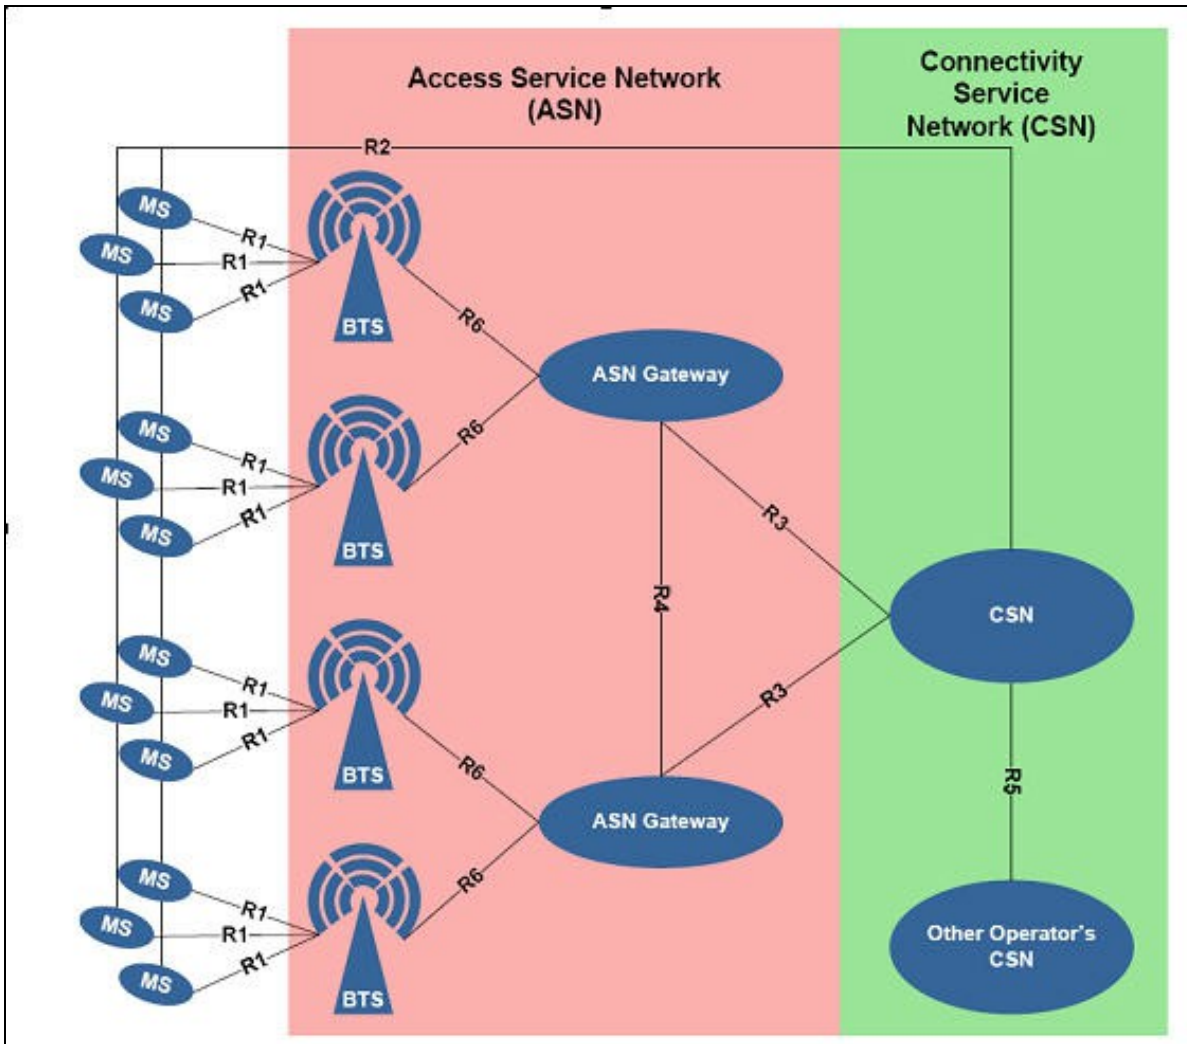 Access Service Network
(ASN)
Connectivity
Service
Network (CSN)
R2
MS
MS
MS
R1
R1
R1
BTS
R6
ASN Gateway
R6
MS
MS
MS
R1
R1
R1
BTS
R3
R4
CSN
MS
MS
MS
R1
R1
R1
BTS
R3
R6
R5
ASN Gateway
R6
MS
MS
MS
R1
R1
R1
BTS
Other Operator's
CSN